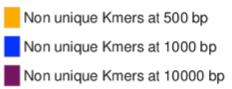 Non unique Kmers at 500 bp
Non unique Kmers at 1000 bp
Non unique Kmers at 10000 bp